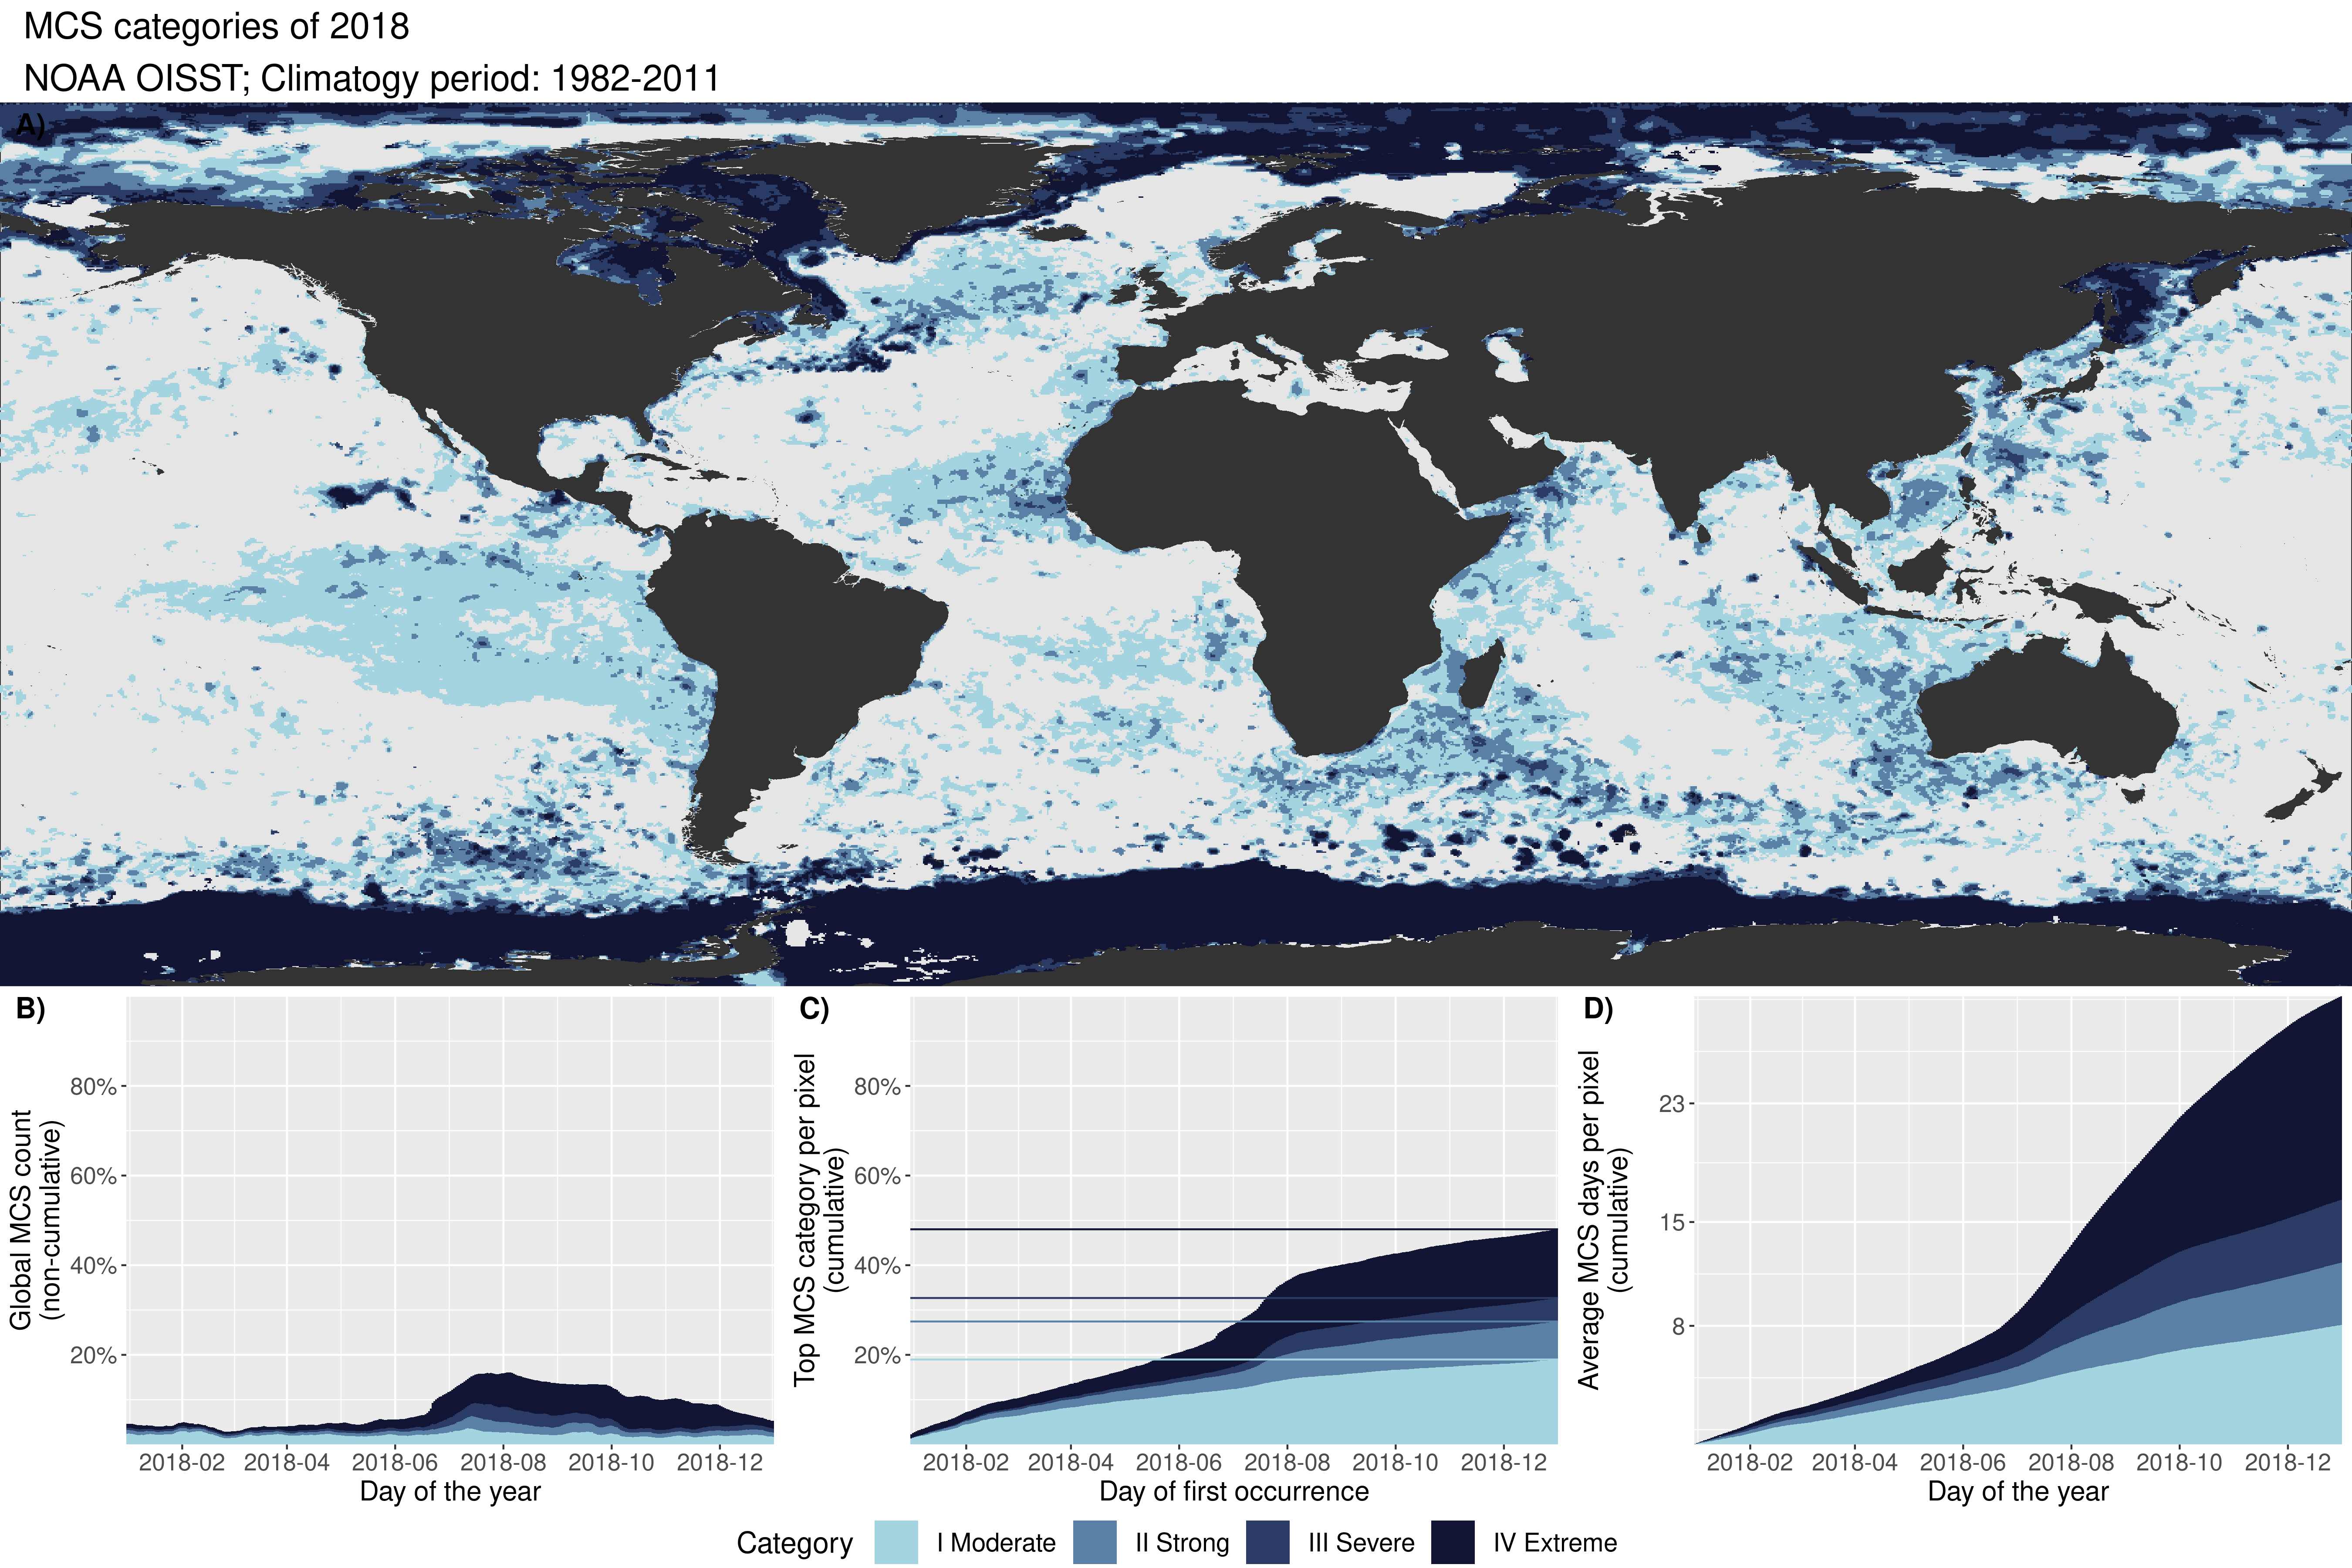 MCS categories of 2018
NOAA OISST; Climatogy period: 1982-2011
A)
B)
Global MCS count
(non-cumulative)
80%
60%
40%
20%
2018-02 2018-04 2018-06 2018-08 2018-10 2018-12
Day of the year
C)
Top MCS category per pixel
(cumulative)
80%
60%
40%
20%
2018-02 2018-04 2018-06 2018-08 2018-10 2018-12
Day of first occurrence
D)
Average MCS days per pixel
(cumulative)
23
15
8
2018-02 2018-04 2018-06 2018-08 2018-10 2018-12
Day of the year
Category I Moderate II Strong III Severe IV Extreme